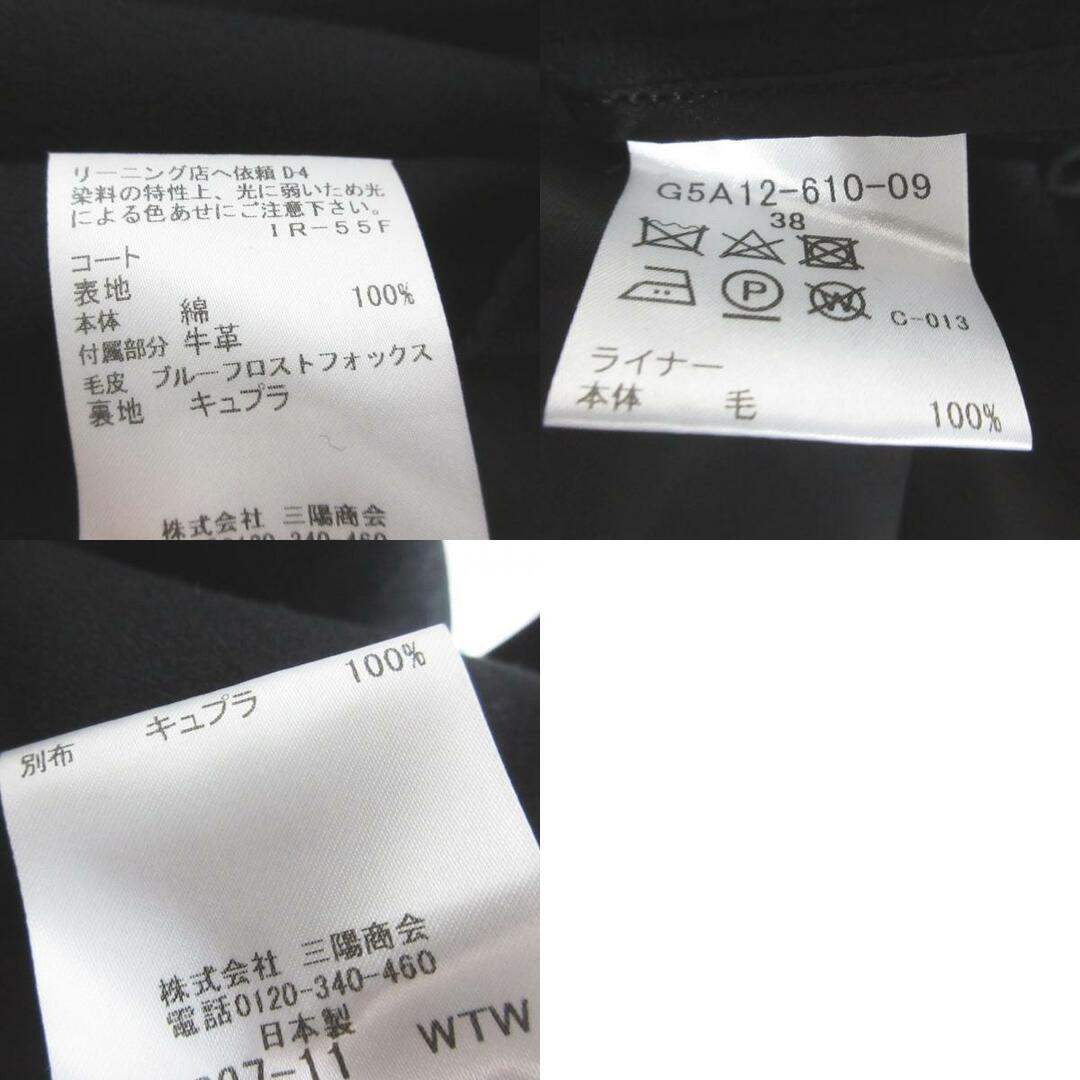 リーニング店へ依頼 D-4
染料の特性上、光に弱いため光
による色あせにご注意下さい。
IR-55F
コート
表地
本体 綿 100%
付属部分 牛革
毛皮 ブルーフロストフォックス
裏地 キュプラ
株式会社 三陽商会
0120-340-460
G5A12-610-09
38
P
W
C-013
ライナー
本体 毛 100%
別布 キュプラ 100%
株式会社 三陽商会
電話0120-340-460
日本製
07-11 WTW